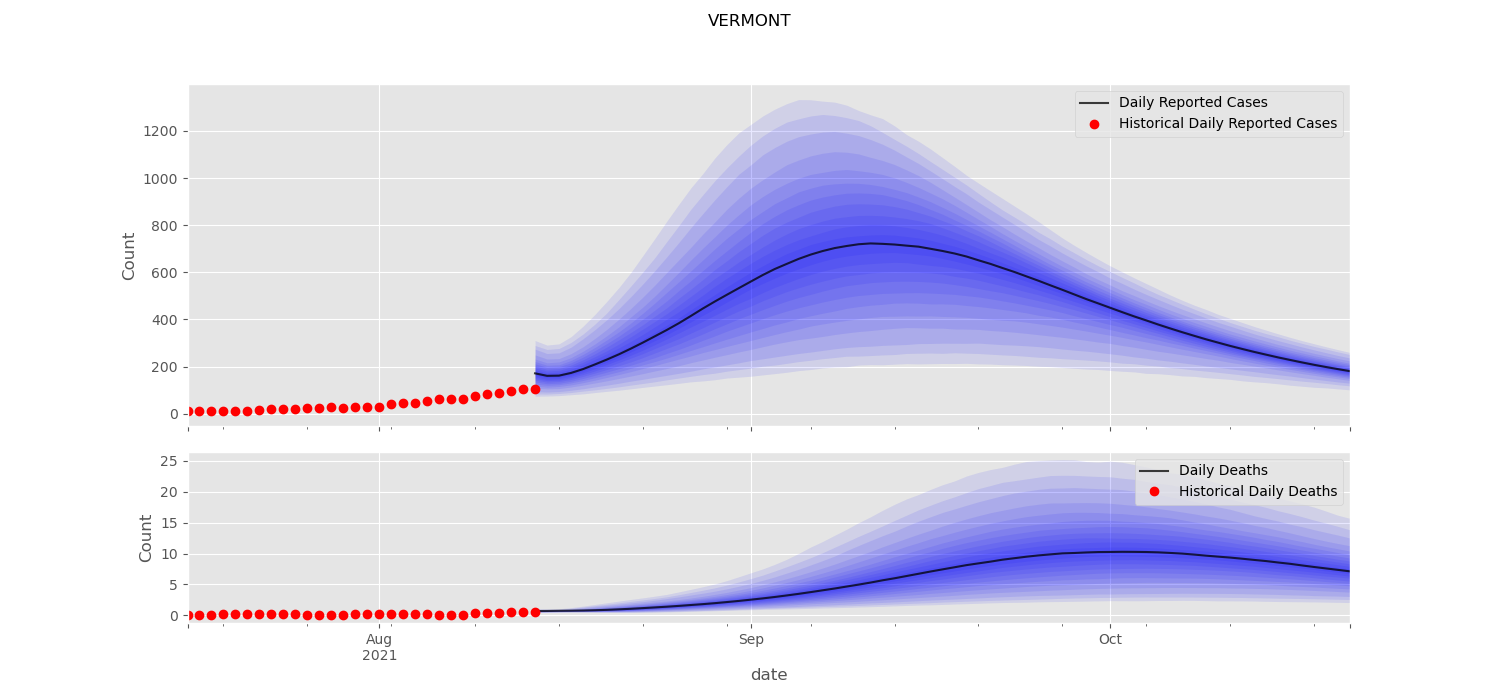 VERMONT
Daily Reported Cases
Historical Daily Reported Cases
1200
1000
800
600
400
200
0
Count
Daily Deaths
Historical Daily Deaths
25
20
15
10
5
0
Count
Aug
2021
Sep
Oct
date